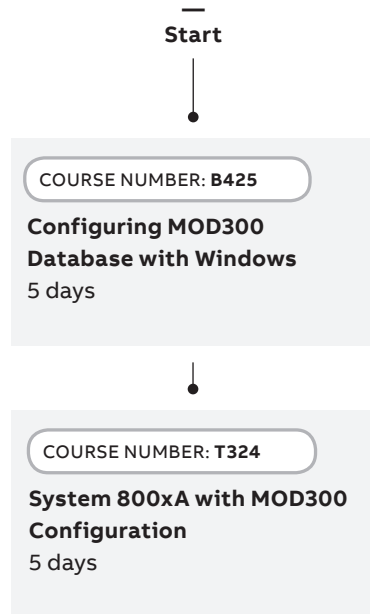 Start
COURSE NUMBER: B425
Configuring MOD300
Database with Windows
5 days
COURSE NUMBER: T324
System 800xA with MOD300
Configuration
5 days